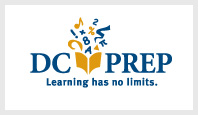 DC PREP
Learning has no limits.